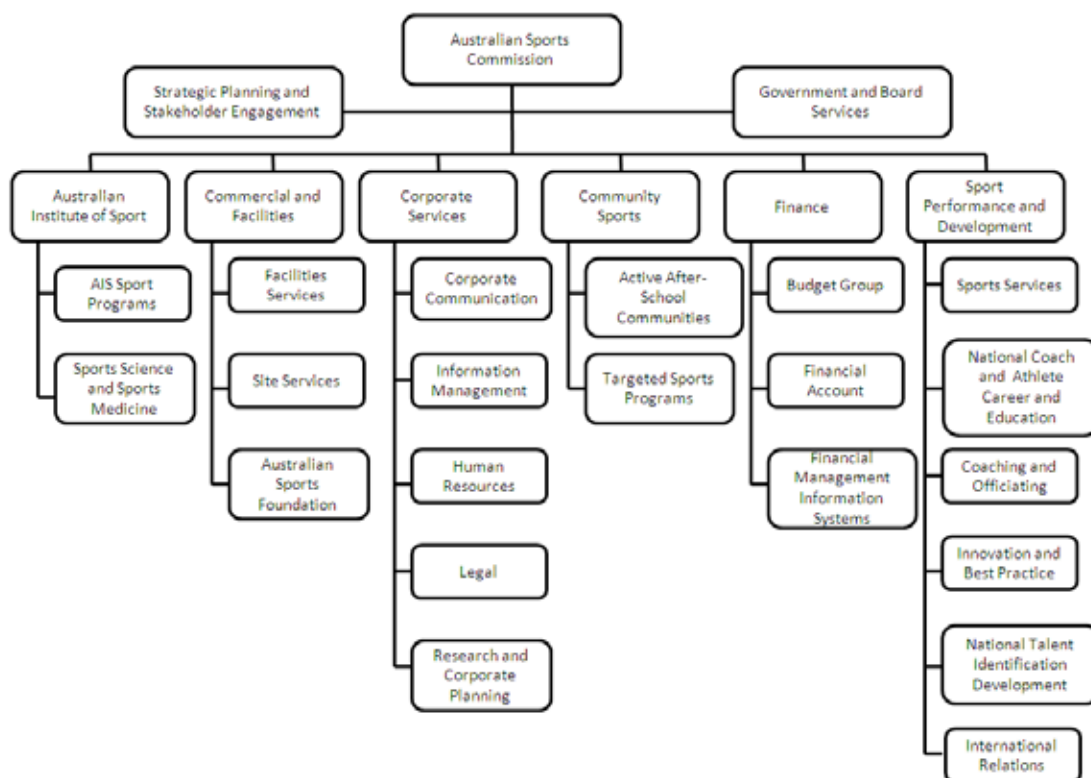 Australian Sports
Commission
Strategic Planning and
Stakeholder Engagement
Government and Board
Services
Australian
Institute of Sport
Commercial and
Facilities
Corporate
Services
Community
Sports
Finance
Sport
Performance and
Development
AIS Sport
Programs
Sports Science
and Sports
Medicine
Facilities
Services
Site Services
Australian
Sports
Foundation
Corporate
Communication
Information
Management
Human
Resources
Legal
Research and
Corporate
Planning
Active After-
School
Communities
Targeted Sports
Programs
Budget Group
Financial
Account
Financial
Management
Information
Systems
Sports Services
National Coach
and Athlete
Career and
Education
Coaching and
Officiating
Innovation and
Best Practice
National Talent
Identification
Development
International
Relations